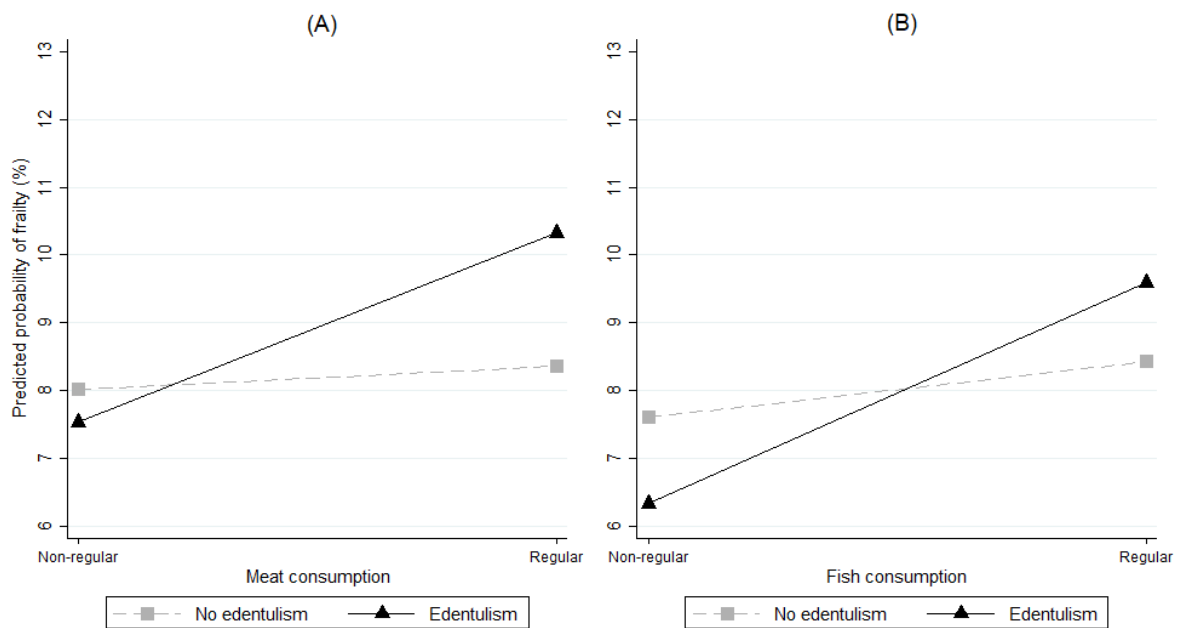 (A)
Predicted probability of frailty (%)
13
12
11
10
9
8
7
6
Non-regular
Regular
Meat consumption
No edentulism
Edentulism
(B)
13
12
11
10
9
8
7
6
Non-regular
Regular
Fish consumption
No edentulism
Edentulism